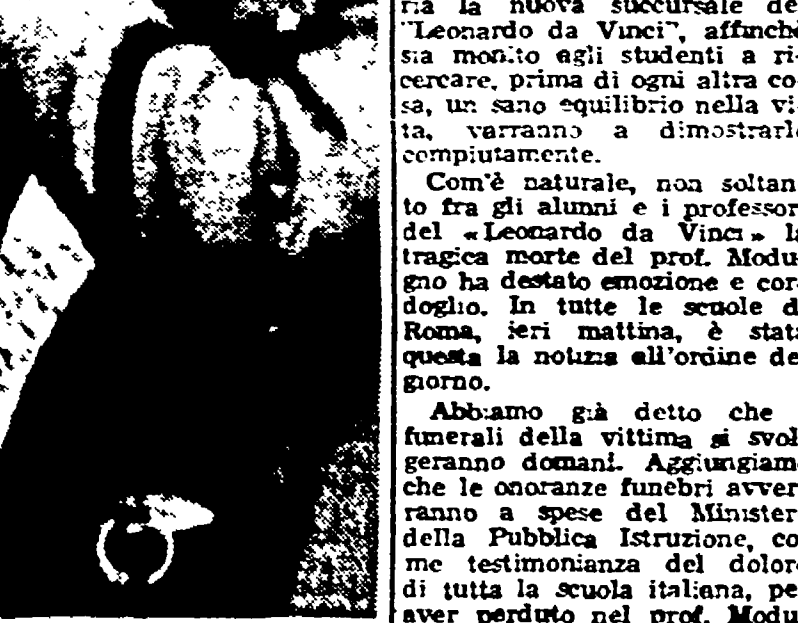 ria la nuova succursale de
"Leonardo da Vinci", affinchè
sia monito agli studenti a ri-
cercare, prima di ogni altra co-
sa, un sano equilibrio nella vi-
ta, varranno a dimostrarlo
compiutamente.
Com'è naturale, non soltan-
to fra gli alunni e i professor
del «Leonardo da Vinci» la
tragica morte del prof. Modu-
gno ha destato emozione e cor-
doglio. In tutte le scuole d
Roma, ieri mattina, è stata
questa la notizia all'ordine de
giorno.
Abbiamo già detto che
funerali della vittima si svol-
geranno domani. Aggiungiamo
che le onoranze funebri avver-
ranno a spese del Minister
della Pubblica Istruzione, co-
me testimonianza del dolore
di tutta la scuola italiana, pe
aver perduto nel prof. Modu-